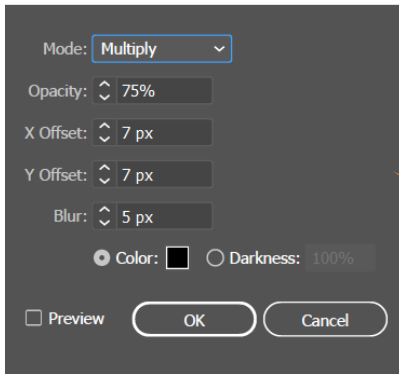 Mode: Multiply
Opacity: 75%
X Offset: 7 px
Y Offset: 7 px
Blur: 5 px
Color: Darkness: 100%
Preview OK Cancel